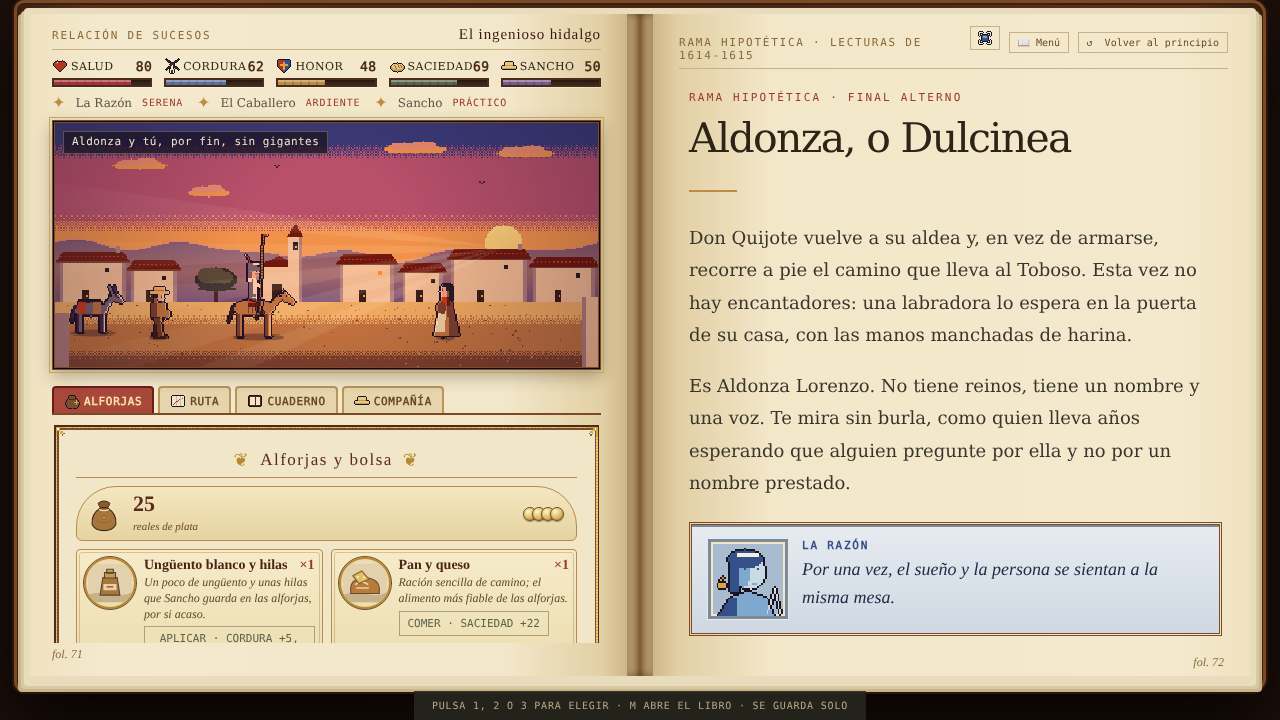 RELACIÓN DE SUCESOS
El ingenioso hidalgo
SALUD 80
CORDURA 62
HONOR 48
SACIEDAD 69
SANCHO 50
La Razón SERENA
El Caballero ARDIENTE
Sancho PRÁCTICO
Aldonza y tú, por fin, sin gigantes
ALFORJAS
RUTA
CUADERNO
COMPAÑÍA
Alforjas y bolsa
25
reales de plata
Ungüento blanco y hilas ×1
Un poco de ungüento y unas hilas
que Sancho guarda en las alforjas,
por si acaso.
APLICAR · CORDURA +5,
Pan y queso ×1
Ración sencilla de camino; el
alimento más fiable de las alforjas.
COMER · SACIEDAD +22
fol. 71
RAMA HIPOTÉTICA · LECTURAS DE
1614-1615
Menú
↺ Volver al principio
RAMA HIPOTÉTICA · FINAL ALTERNO
Aldonza, o Dulcinea
Don Quijote vuelve a su aldea y, en vez de armarse,
recorre a pie el camino que lleva al Toboso. Esta vez no
hay encantadores: una labradora lo espera en la puerta
de su casa, con las manos manchadas de harina.
Es Aldonza Lorenzo. No tiene reinos, tiene un nombre y
una voz. Te mira sin burla, como quien lleva años
esperando que alguien pregunte por ella y no por un
nombre prestado.
LA RAZÓN
Por una vez, el sueño y la persona se sientan a la
misma mesa.
fol. 72
PULSA 1, 2 O 3 PARA ELEGIR · M ABRE EL LIBRO · SE GUARDA SOLO